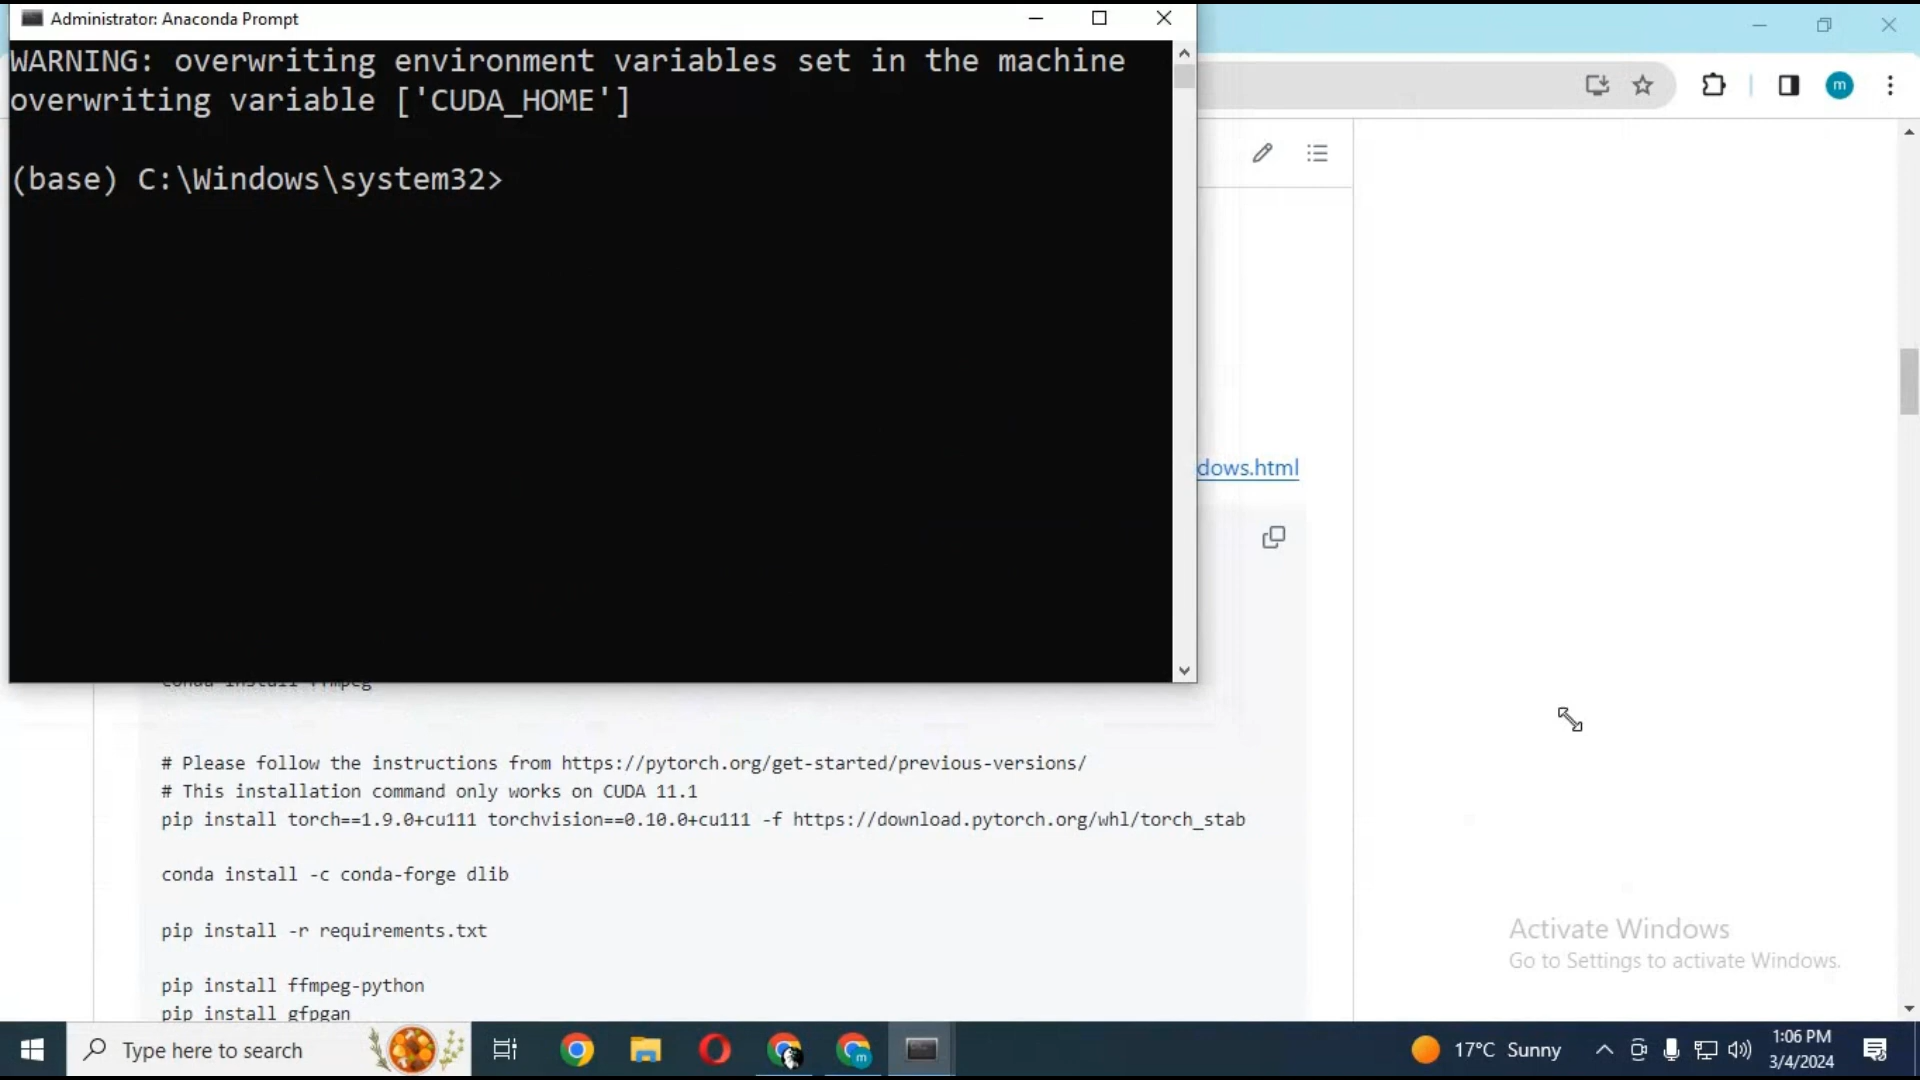 Administrator: Anaconda Prompt
WARNING: overwriting environment variables set in the machine
overwriting variable ['CUDA_HOME']
(base) C:\Windows\system32>
m
dows.html
conda install ffmpeg
# Please follow the instructions from https://pytorch.org/get-started/previous-versions/
# This installation command only works on CUDA 11.1
pip install torch==1.9.0+cu111 torchvision==0.10.0+cu111 -f https://download.pytorch.org/whl/torch_stab
conda install -c conda-forge dlib
pip install -r requirements.txt
pip install ffmpeg-python
pip install gfpgan
Activate Windows
Go to Settings to activate Windows.
Type here to search
m
17°C Sunny
1:06 PM
3/4/2024